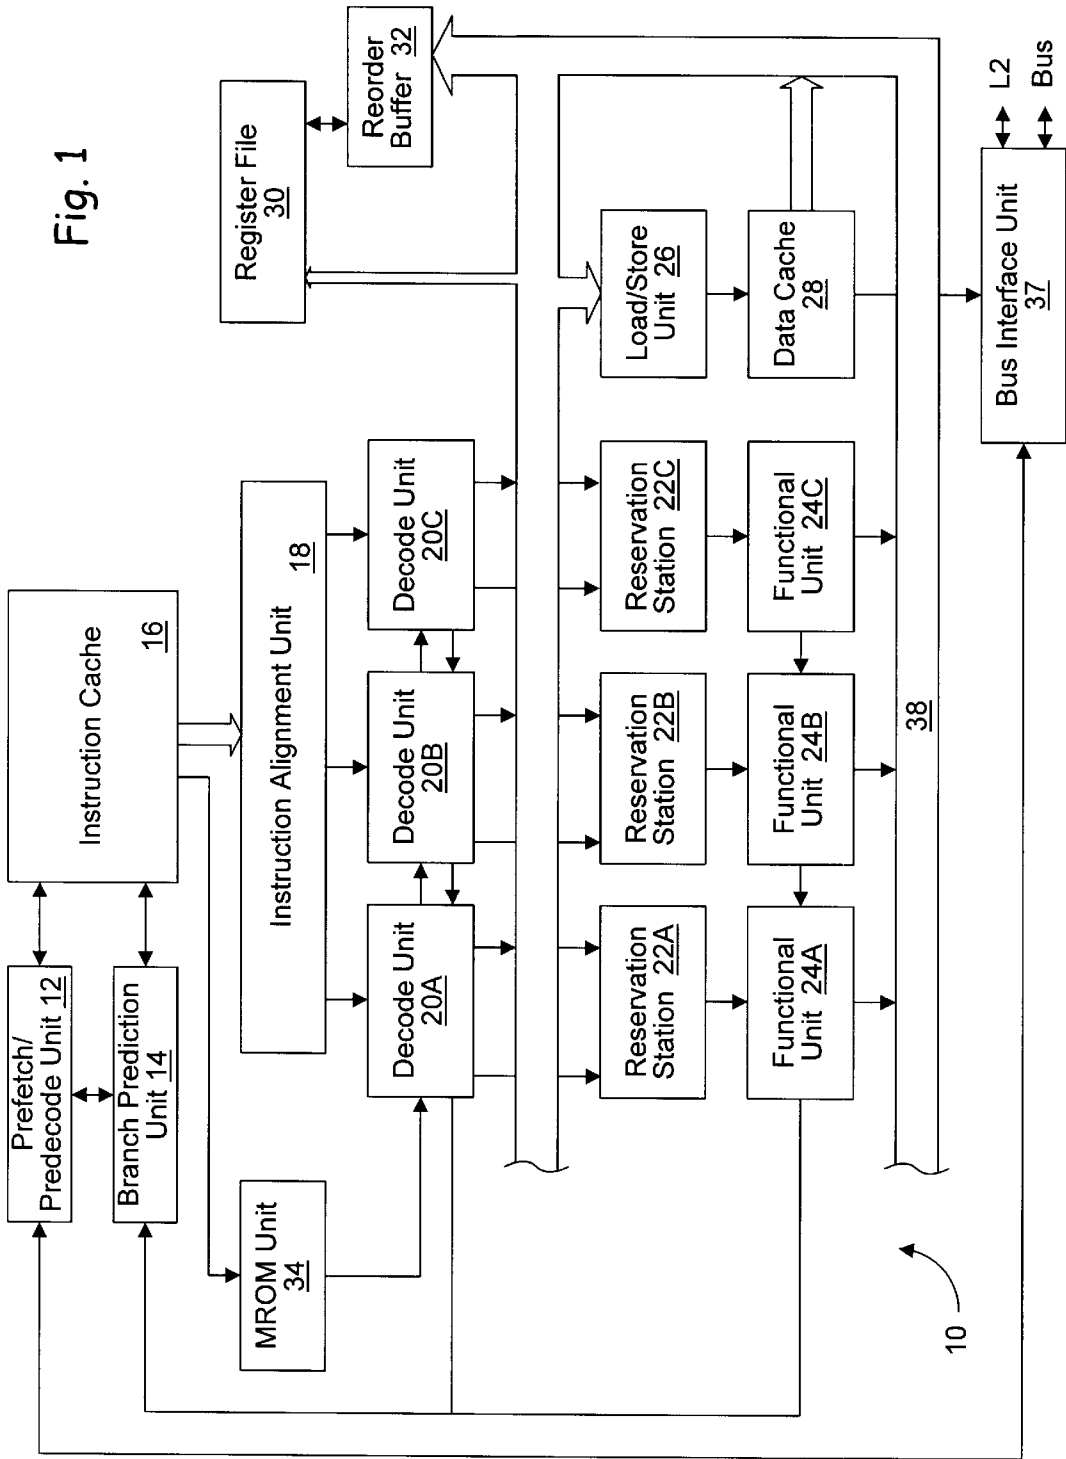 Fig. 1
Prefetch/
Predecode Unit 12
Branch Prediction
Unit 14
Instruction Cache
16
Register File
30
Reorder
Buffer 32
MROM Unit
34
Instruction Alignment Unit
18
Decode Unit
20A
Decode Unit
20B
Decode Unit
20C
Reservation
Station 22A
Reservation
Station 22B
Reservation
Station 22C
Load/Store
Unit 26
Functional
Unit 24A
Functional
Unit 24B
Functional
Unit 24C
Data Cache
28
38
10
Bus Interface Unit
37
L2
Bus